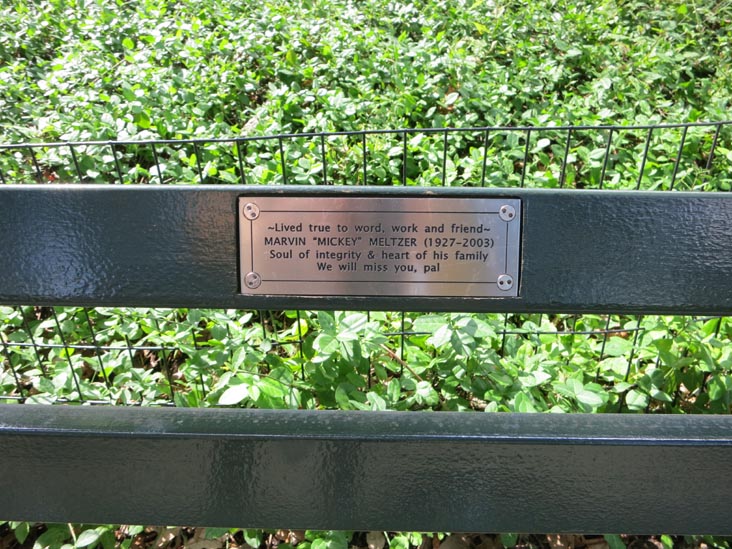 ~Lived true to word, work and friend~
MARVIN "MICKEY" MELTZER (1927-2003)
Soul of integrity & heart of his family
We will miss you, pal